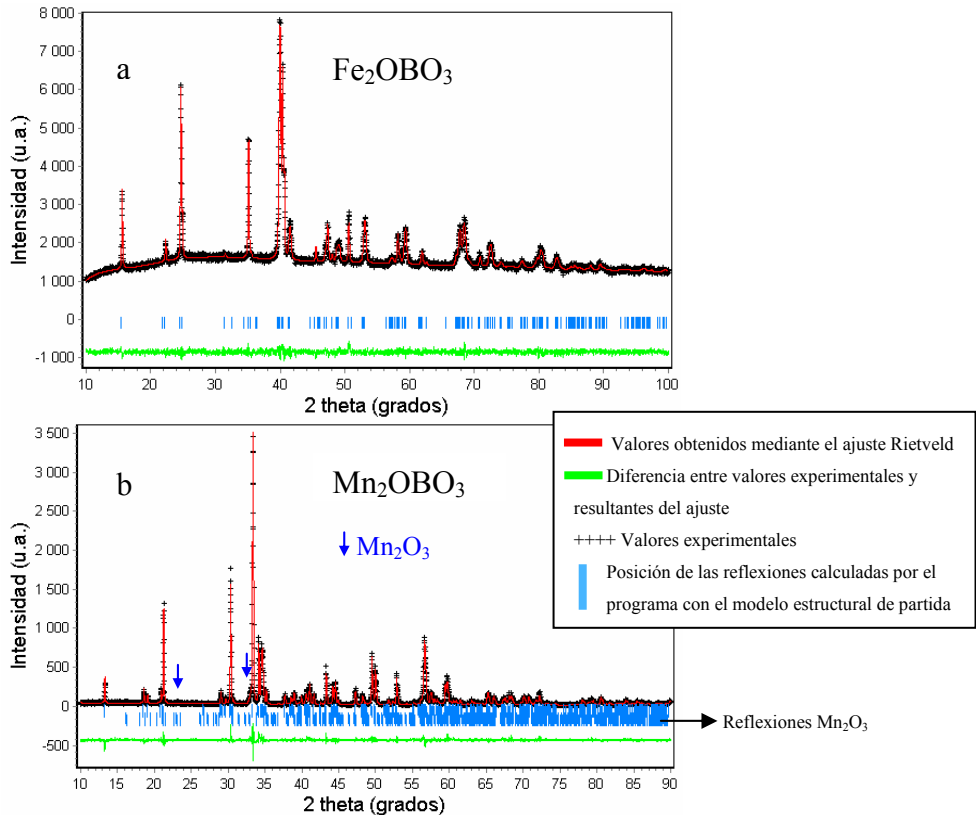 8 000
7 000
6 000
5 000
4 000
3 000
2 000
1 000
0
-1 000
Intensidad (u.a.)
a
Fe₂OBO₃
10 20 30 40 50 60 70 80 90 100
2 theta (grados)
3 500
3 000
2 500
2 000
1 500
1 000
500
0
-500
Intensidad (u.a.)
b
Mn₂OBO₃
Mn₂O₃
10 15 20 25 30 35 40 45 50 55 60 65 70 75 80 85 90
2 theta (grados)
Valores obtenidos mediante el ajuste Rietveld
Diferencia entre valores experimentales y
resultantes del ajuste
++++ Valores experimentales
Posición de las reflexiones calculadas por el
programa con el modelo estructural de partida
Reflexiones Mn₂O₃